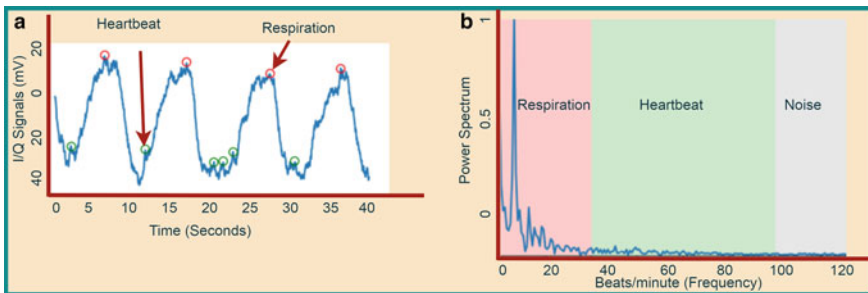 a
Heartbeat
Respiration
I/Q Signals (mV)
20
0
20
40
0 5 10 15 20 25 30 35 40
Time (Seconds)
b
Power Spectrum
1
0.5
0
Respiration
Heartbeat
Noise
0 20 40 60 80 100 120
Beats/minute (Frequency)